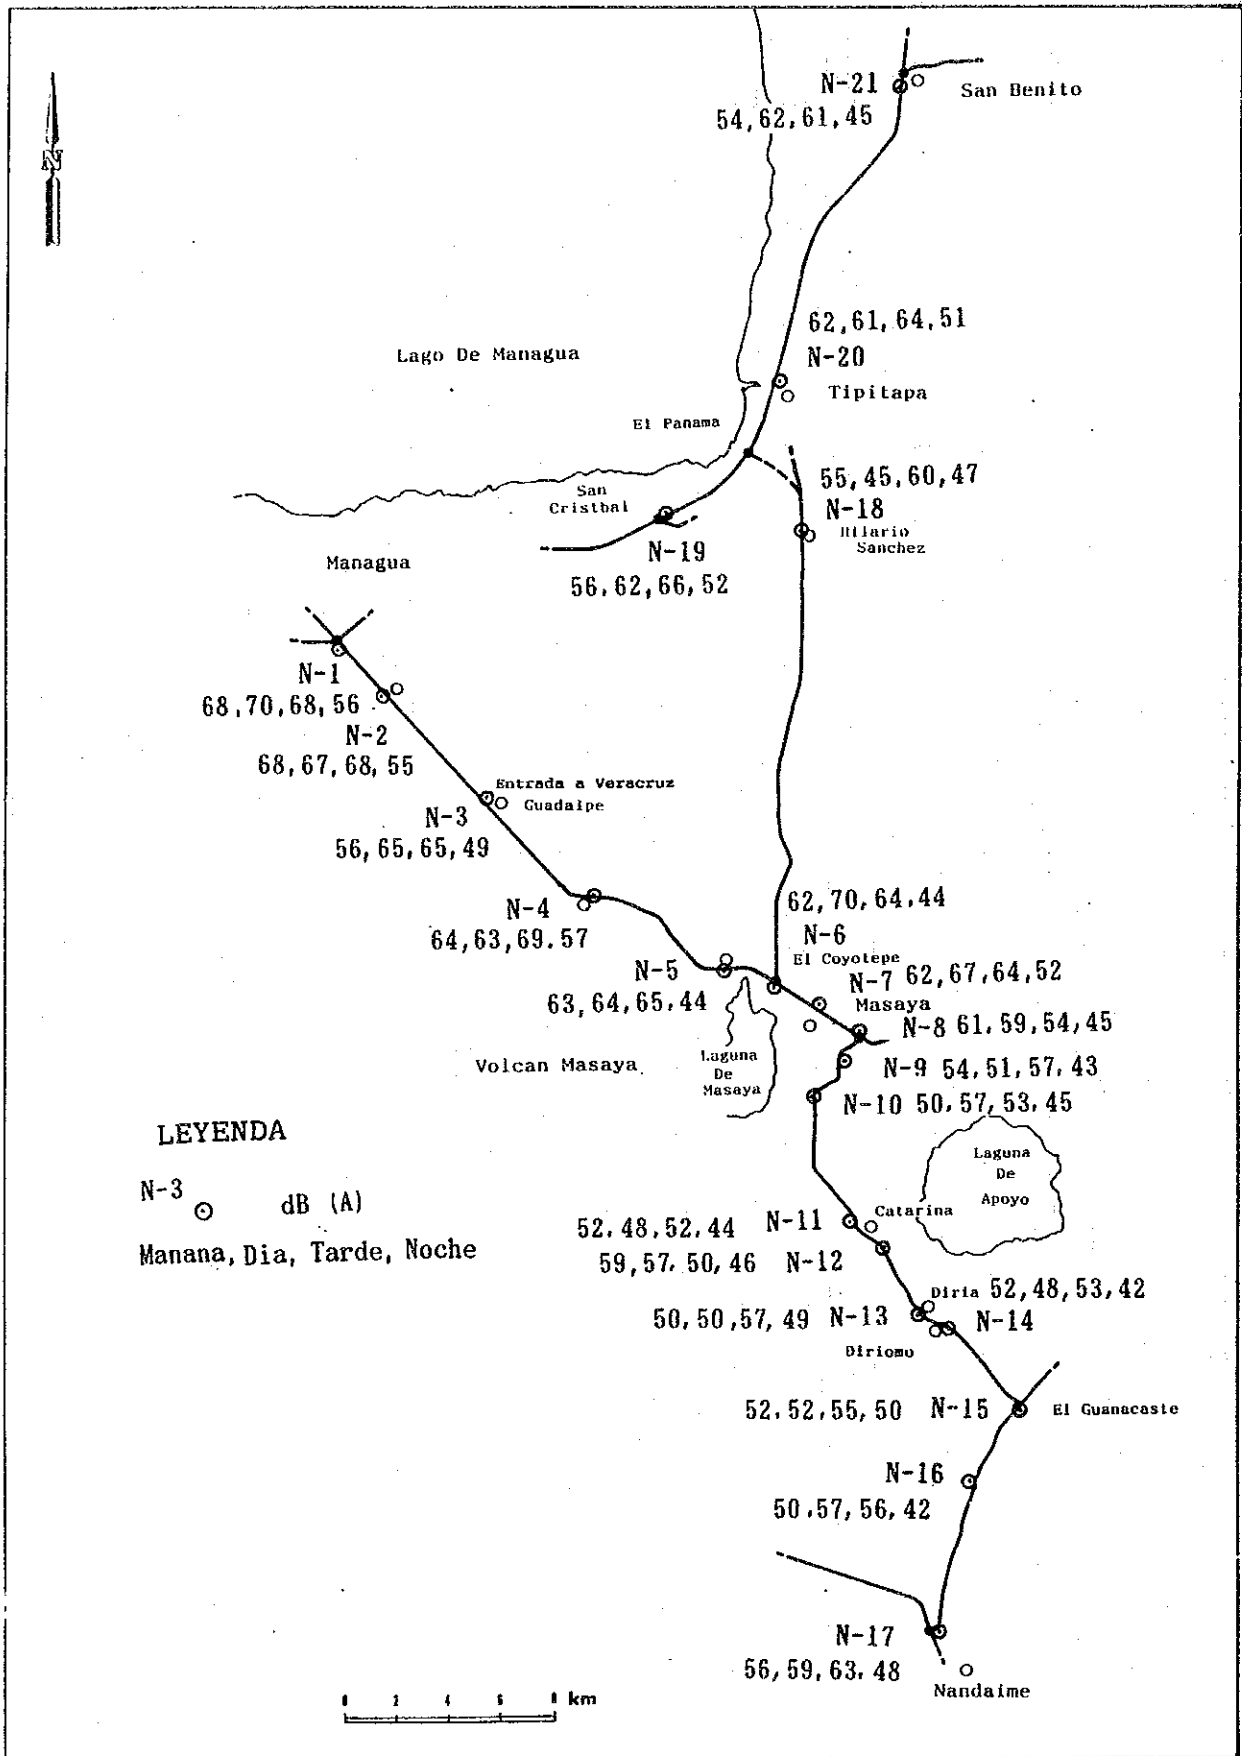 N-21
San Benito
54,62,61,45
N
62,61,64,51
N-20
Lago De Managua
Tipitapa
El Panama
55,45,60,47
San
Cristbal
N-18
Hilario
Sanchez
N-19
Managua
56,62,66,52
N-1
68,70,68,56
N-2
68,67,68,55
Entrada a Veracruz
Guadalpe
N-3
56,65,65,49
62,70,64.44
N-4
64,63,69.57
N-6
El Coyotepe
N-5
N-7 62,67,64,52
63,64,65,44
Masaya
N-8 61,59,54,45
Volcan Masaya
Laguna
De
Masaya
N-9 54,51,57,43
N-10 50,57,53,45
LEYENDA
Laguna
De
Apoyo
N-3
dB (A)
Manana, Dia, Tarde, Noche
52,48,52,44 N-11
Catarina
59,57,50,46 N-12
Diria 52,48,53,42
50,50,57,49 N-13
N-14
Diriomo
52,52,55,50 N-15
El Guanacaste
N-16
50.57,56,42
N-17
56,59,63,48
Nandaime
0 2 4 6 8 km